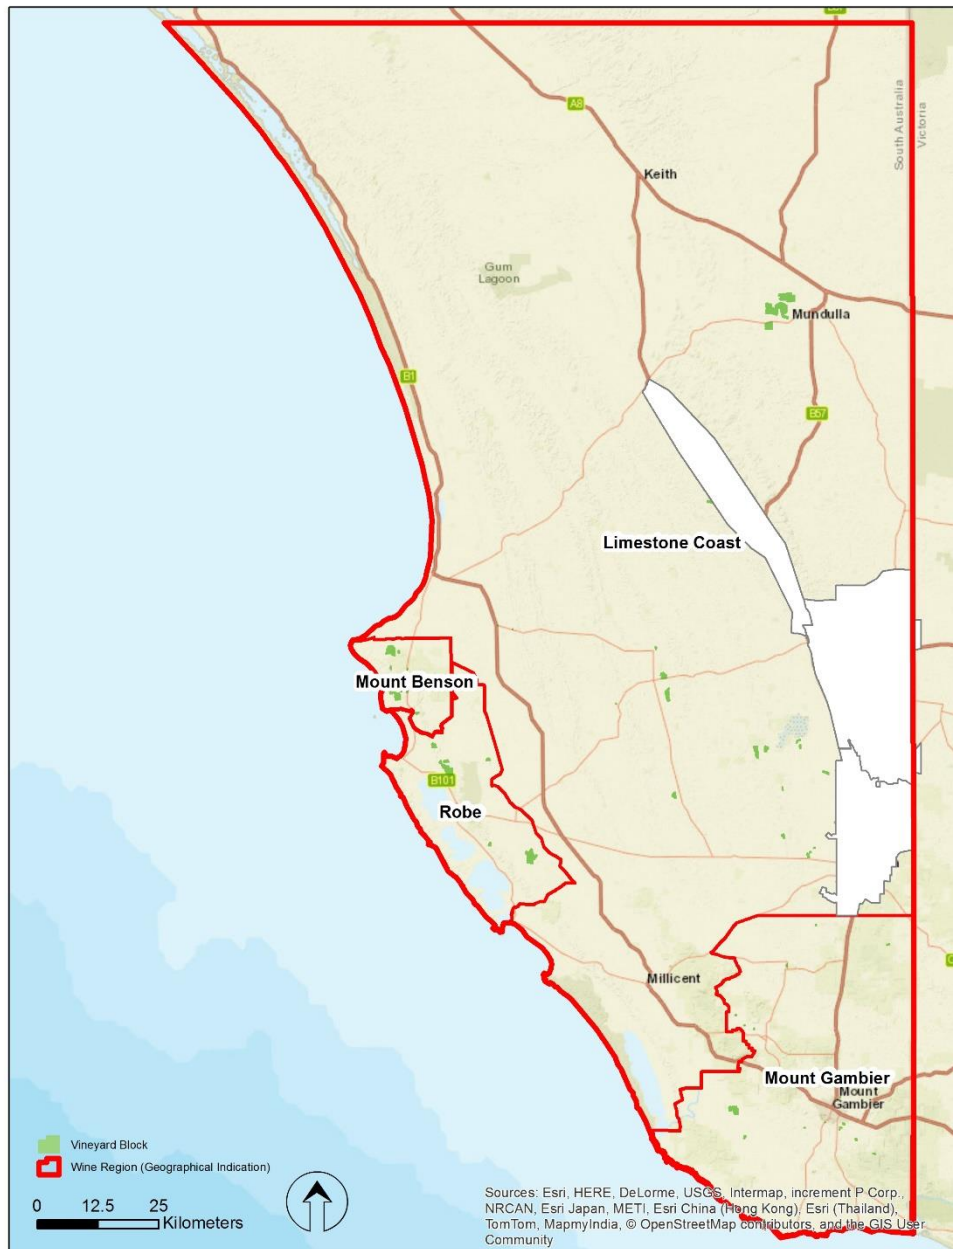 A8
South Australia
Victoria
Keith
Gum
Lagoon
Mundulla
B1
B57
Limestone Coast
Mount Benson
B101
Robe
Millicent
Mount Gambier
Mount
Gambier
Vineyard Block
Wine Region (Geographical Indication)
0 12.5 25
Kilometers
Sources: Esri, HERE, DeLorme, USGS, Intermap, increment P Corp.,
NRCAN, Esri Japan, METI, Esri China (Hong Kong), Esri (Thailand),
TomTom, MapmyIndia, © OpenStreetMap contributors, and the GIS User
Community